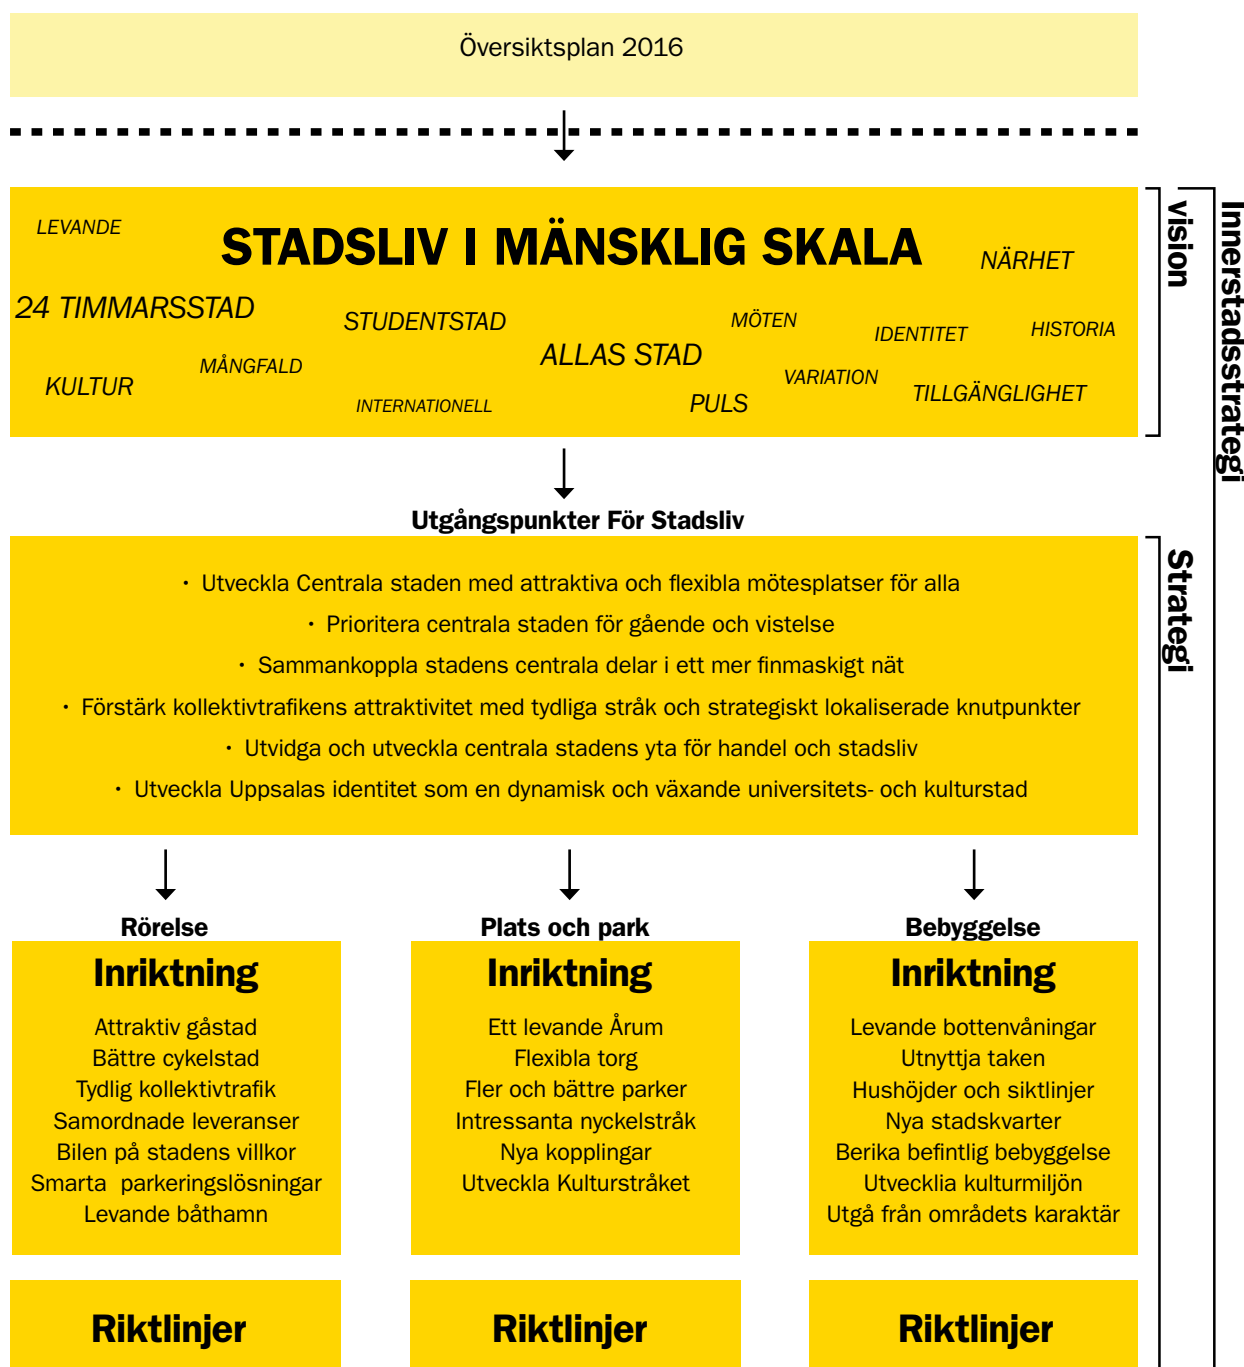 Översiktsplan 2016
LEVANDE
STADSLIV I MÄNSKLIG SKALA
NÄRHET
24 TIMMARSSTAD
STUDENTSTAD
MÖTEN
IDENTITET
HISTORIA
ALLAS STAD
MÅNGFALD
KULTUR
VARIATION
TILLGÄNGLIGHET
INTERNATIONELL
PULS
vision
Innerstadsstrategi
Utgångspunkter För Stadsliv
• Utveckla Centrala staden med attraktiva och flexibla mötesplatser för alla
• Prioritera centrala staden för gående och vistelse
• Sammankoppla stadens centrala delar i ett mer finmaskigt nät
• Förstärk kollektivtrafikens attraktivitet med tydliga stråk och strategiskt lokaliserade knutpunkter
• Utvidga och utveckla centrala stadens yta för handel och stadsliv
• Utveckla Uppsalas identitet som en dynamisk och växande universitets- och kulturstad
Strategi
Rörelse
Inriktning
Attraktiv gåstad
Bättre cykelstad
Tydlig kollektivtrafik
Samordnade leveranser
Bilen på stadens villkor
Smarta parkeringslösningar
Levande båthamn
Riktlinjer
Plats och park
Inriktning
Ett levande Årum
Flexibla torg
Fler och bättre parker
Intressanta nyckelstråk
Nya kopplingar
Utveckla Kulturstråket
Riktlinjer
Bebyggelse
Inriktning
Levande bottenvåningar
Utnyttja taken
Hushöjder och siktlinjer
Nya stadskvarter
Berika befintlig bebyggelse
Utvecklia kulturmiljön
Utgå från områdets karaktär
Riktlinjer